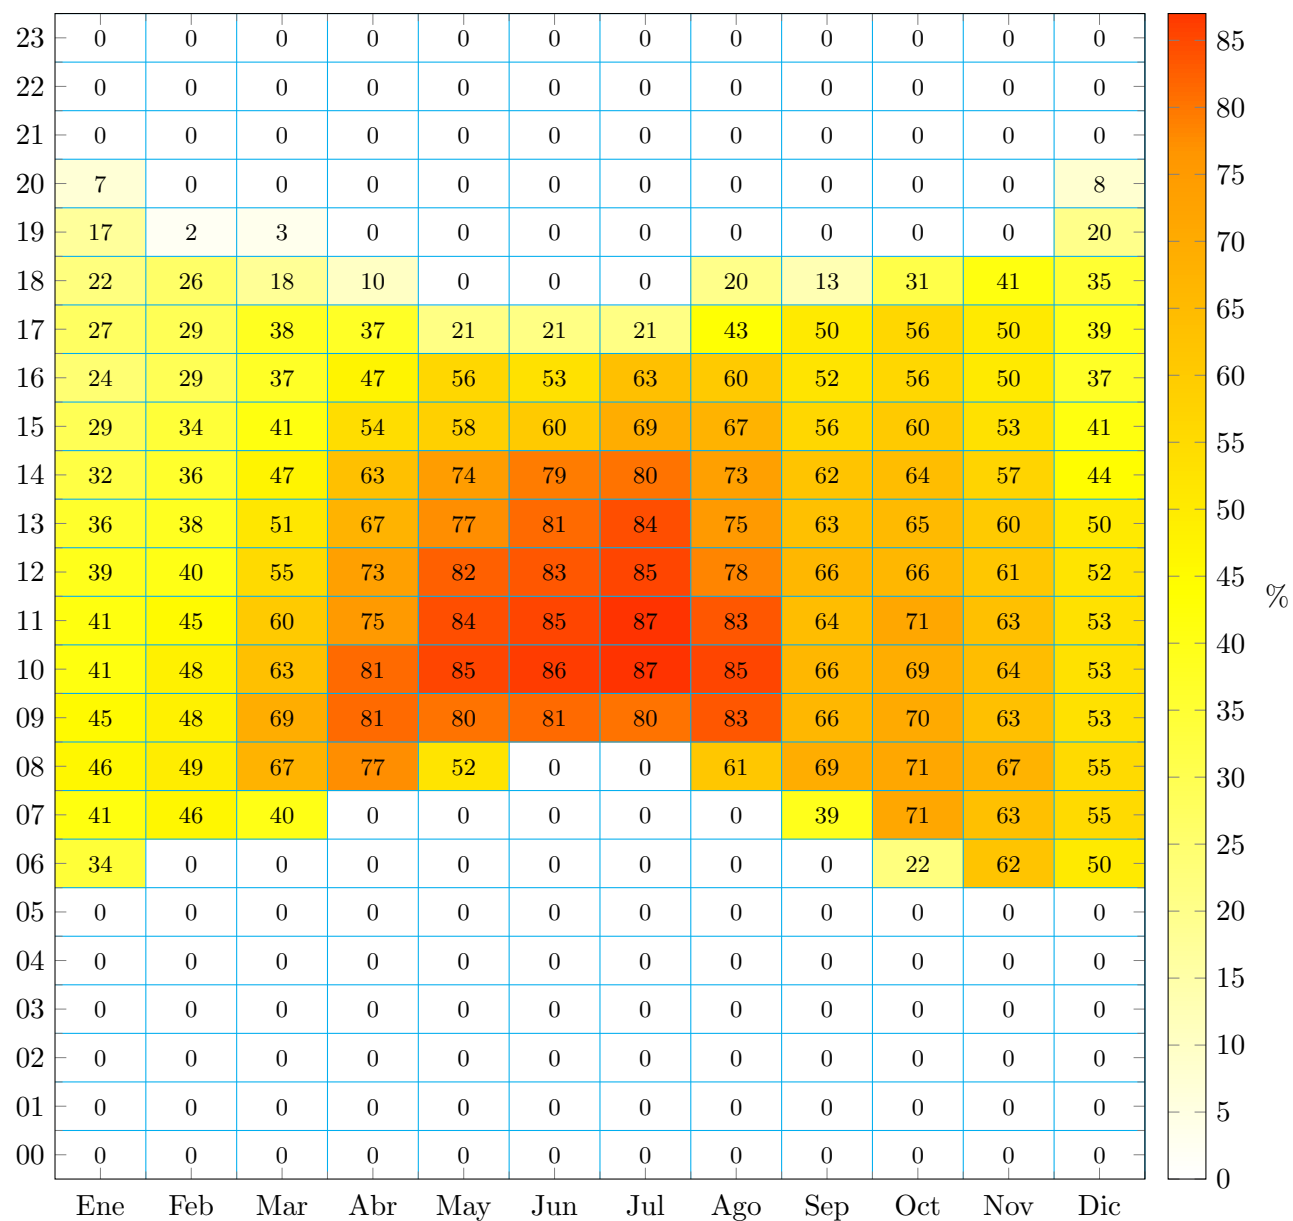 23 0 0 0 0 0 0 0 0 0 0 0 0
22 0 0 0 0 0 0 0 0 0 0 0 0
21 0 0 0 0 0 0 0 0 0 0 0 0
20 7 0 0 0 0 0 0 0 0 0 0 8
19 17 2 3 0 0 0 0 0 0 0 0 20
18 22 26 18 10 0 0 0 20 13 31 41 35
17 27 29 38 37 21 21 21 43 50 56 50 39
16 24 29 37 47 56 53 63 60 52 56 50 37
15 29 34 41 54 58 60 69 67 56 60 53 41
14 32 36 47 63 74 79 80 73 62 64 57 44
13 36 38 51 67 77 81 84 75 63 65 60 50
12 39 40 55 73 82 83 85 78 66 66 61 52
11 41 45 60 75 84 85 87 83 64 71 63 53
10 41 48 63 81 85 86 87 85 66 69 64 53
09 45 48 69 81 80 81 80 83 66 70 63 53
08 46 49 67 77 52 0 0 61 69 71 67 55
07 41 46 40 0 0 0 0 0 39 71 63 55
06 34 0 0 0 0 0 0 0 0 22 62 50
05 0 0 0 0 0 0 0 0 0 0 0 0
04 0 0 0 0 0 0 0 0 0 0 0 0
03 0 0 0 0 0 0 0 0 0 0 0 0
02 0 0 0 0 0 0 0 0 0 0 0 0
01 0 0 0 0 0 0 0 0 0 0 0 0
00 0 0 0 0 0 0 0 0 0 0 0 0
Ene Feb Mar Abr May Jun Jul Ago Sep Oct Nov Dic
85
80
75
70
65
60
55
50
45
40
35
30
25
20
15
10
5
0
%